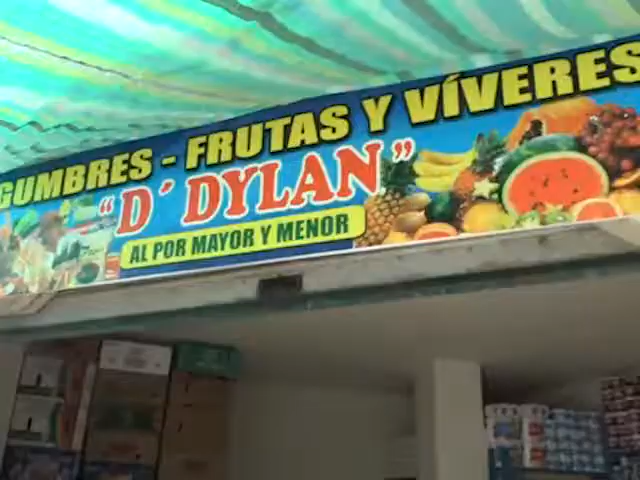 GUMBRES - FRUTAS Y VÍVERES
"D´DYLAN"
AL POR MAYOR Y MENOR